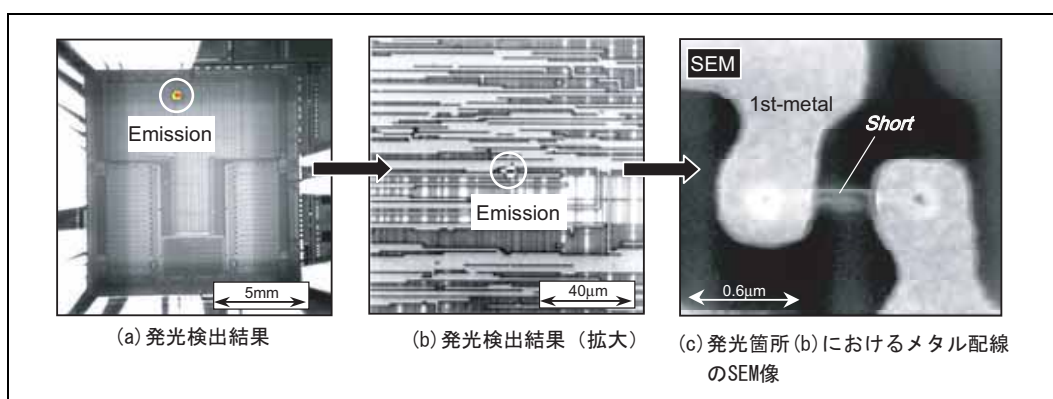 Emission
5mm
(a)発光検出結果
Emission
40μm
(b)発光検出結果（拡大）
SEM
1st-metal
Short
0.6μm
(c)発光箇所(b)におけるメタル配線
のSEM像